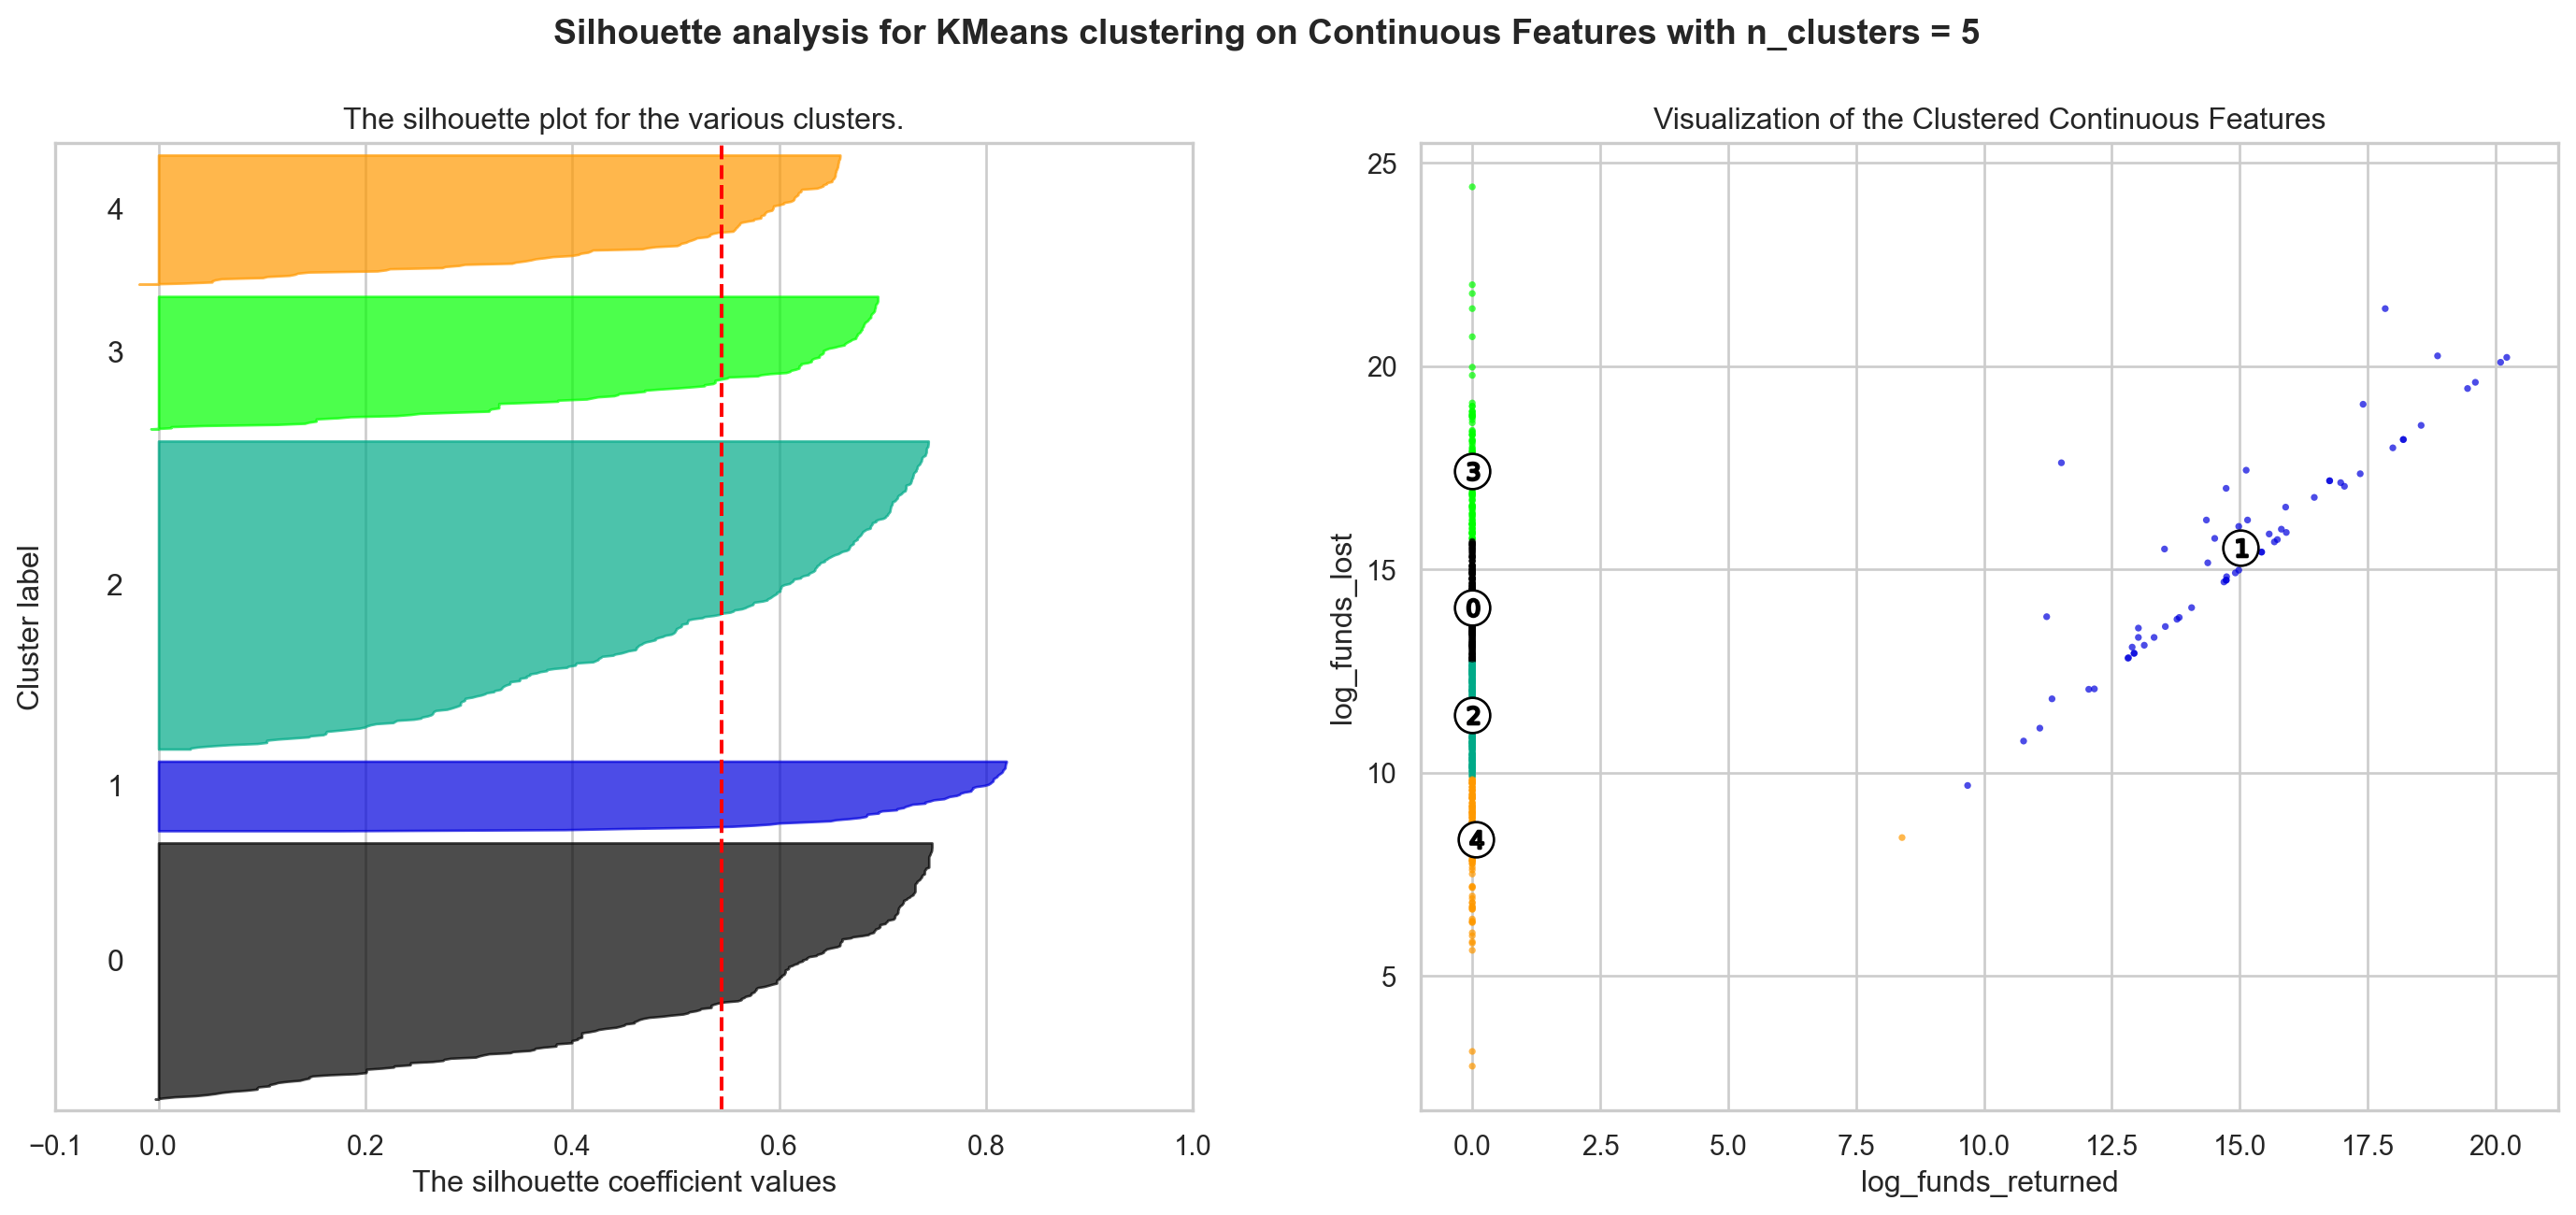 Silhouette analysis for KMeans clustering on Continuous Features with n_clusters = 5
The silhouette plot for the various clusters.
4
3
2
1
0
Cluster label
−0.1 0.0 0.2 0.4 0.6 0.8 1.0
The silhouette coefficient values
Visualization of the Clustered Continuous Features
25
20
15
10
5
log_funds_lost
3
1
0
2
4
0.0 2.5 5.0 7.5 10.0 12.5 15.0 17.5 20.0
log_funds_returned